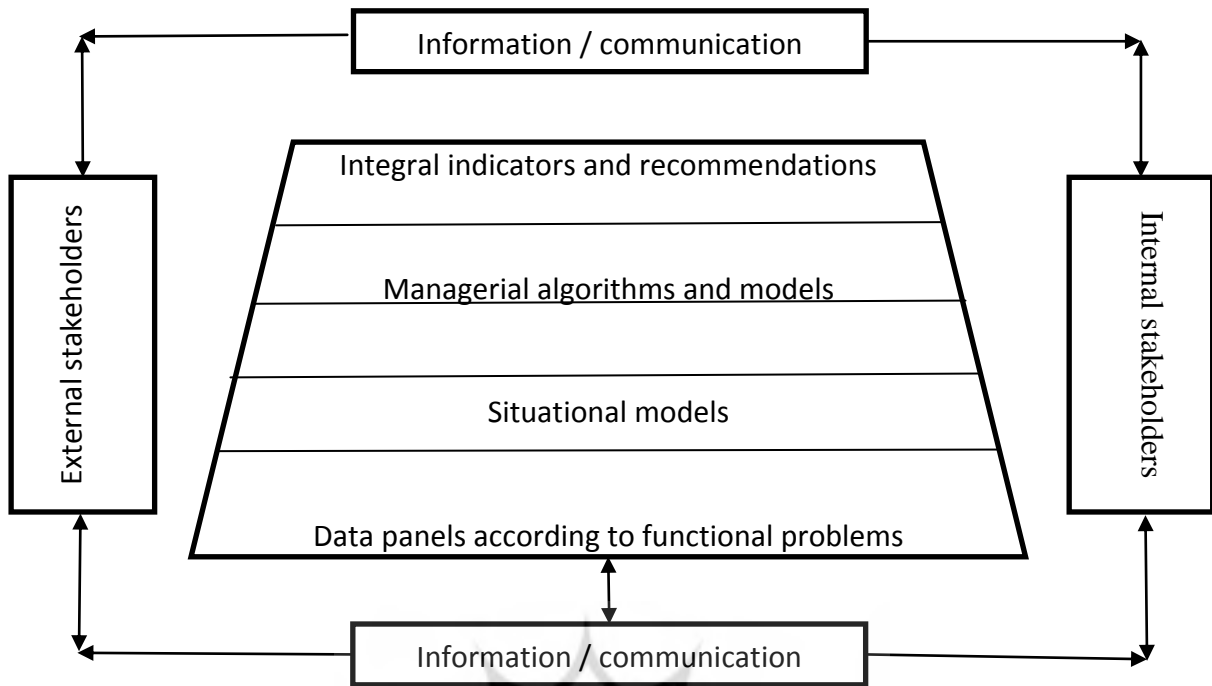 Information / communication
Integral indicators and recommendations
External stakeholders
Managerial algorithms and models
Internal stakeholders
Situational models
Data panels according to functional problems
Information / communication